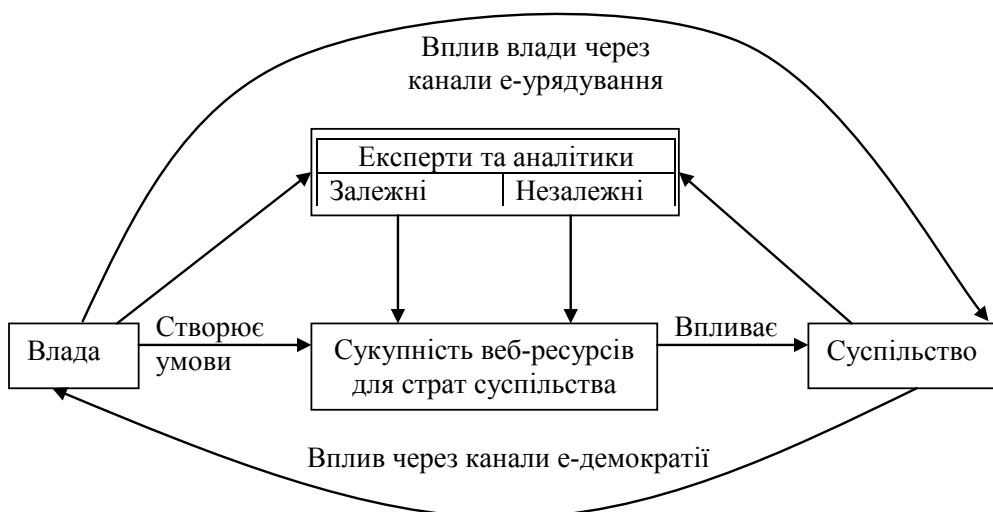 Вплив влади через
канали е-урядування
Експерти та аналітики
Залежні
Незалежні
Влада
Створює
умови
Сукупність веб-ресурсів
для страт суспільства
Впливає
Суспільство
Вплив через канали е-демократії